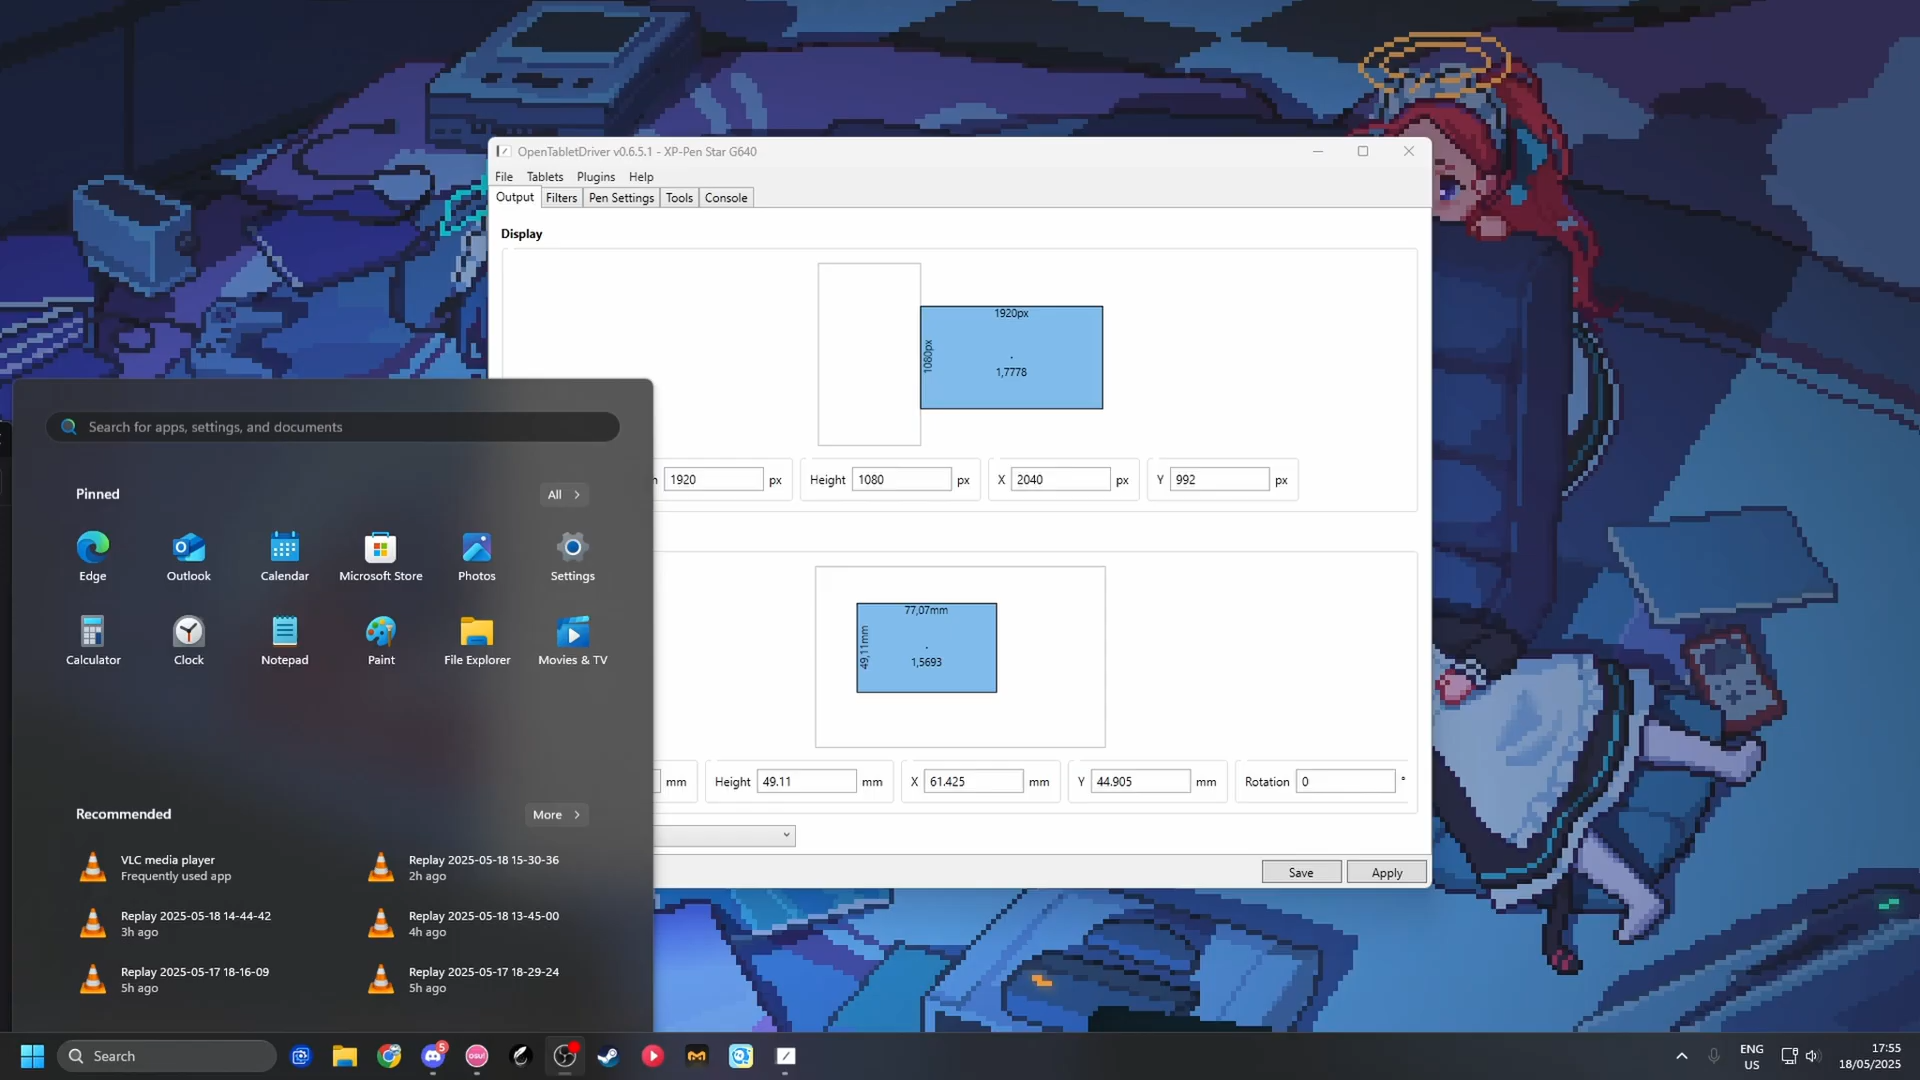 OpenTabletDriver v0.6.5.1 - XP-Pen Star G640
File Tablets Plugins Help
Output Filters Pen Settings Tools Console
Display
1920px
1080px
1,7778
1920 px Height 1080 px X 2040 px Y 992 px
77,07mm
49,11mm
1,5693
mm Height 49.11 mm X 61.425 mm Y 44.905 mm Rotation 0 °
Save Apply
Search for apps, settings, and documents
Pinned
All
Edge Outlook Calendar Microsoft Store Photos Settings
Calculator Clock Notepad Paint File Explorer Movies & TV
Recommended
More
VLC media player
Frequently used app
Replay 2025-05-18 15-30-36
2h ago
Replay 2025-05-18 14-44-42
3h ago
Replay 2025-05-18 13-45-00
4h ago
Replay 2025-05-17 18-16-09
5h ago
Replay 2025-05-17 18-29-24
5h ago
Search
5
osu!
ENG
US
17:55
18/05/2025